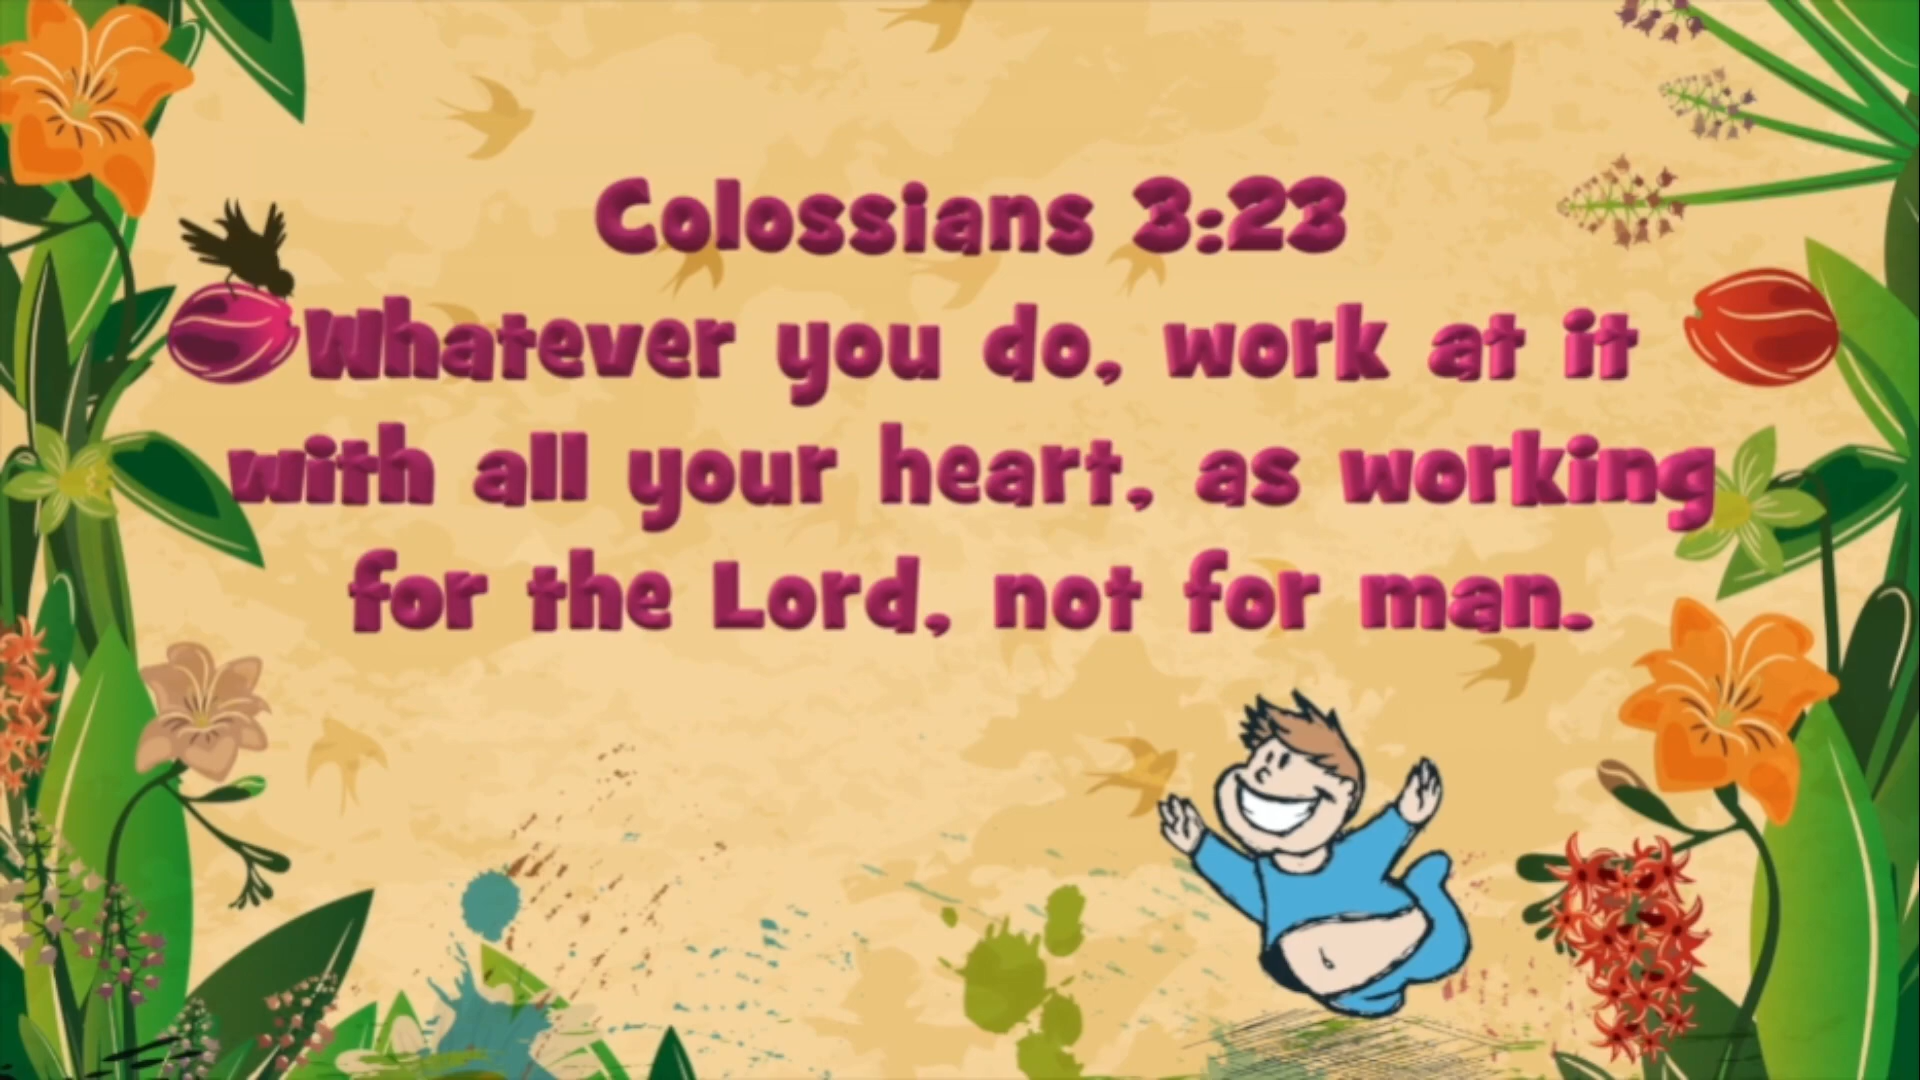 Colossians 3:23
Whatever you do, work at it
with all your heart, as working
for the Lord, not for man.